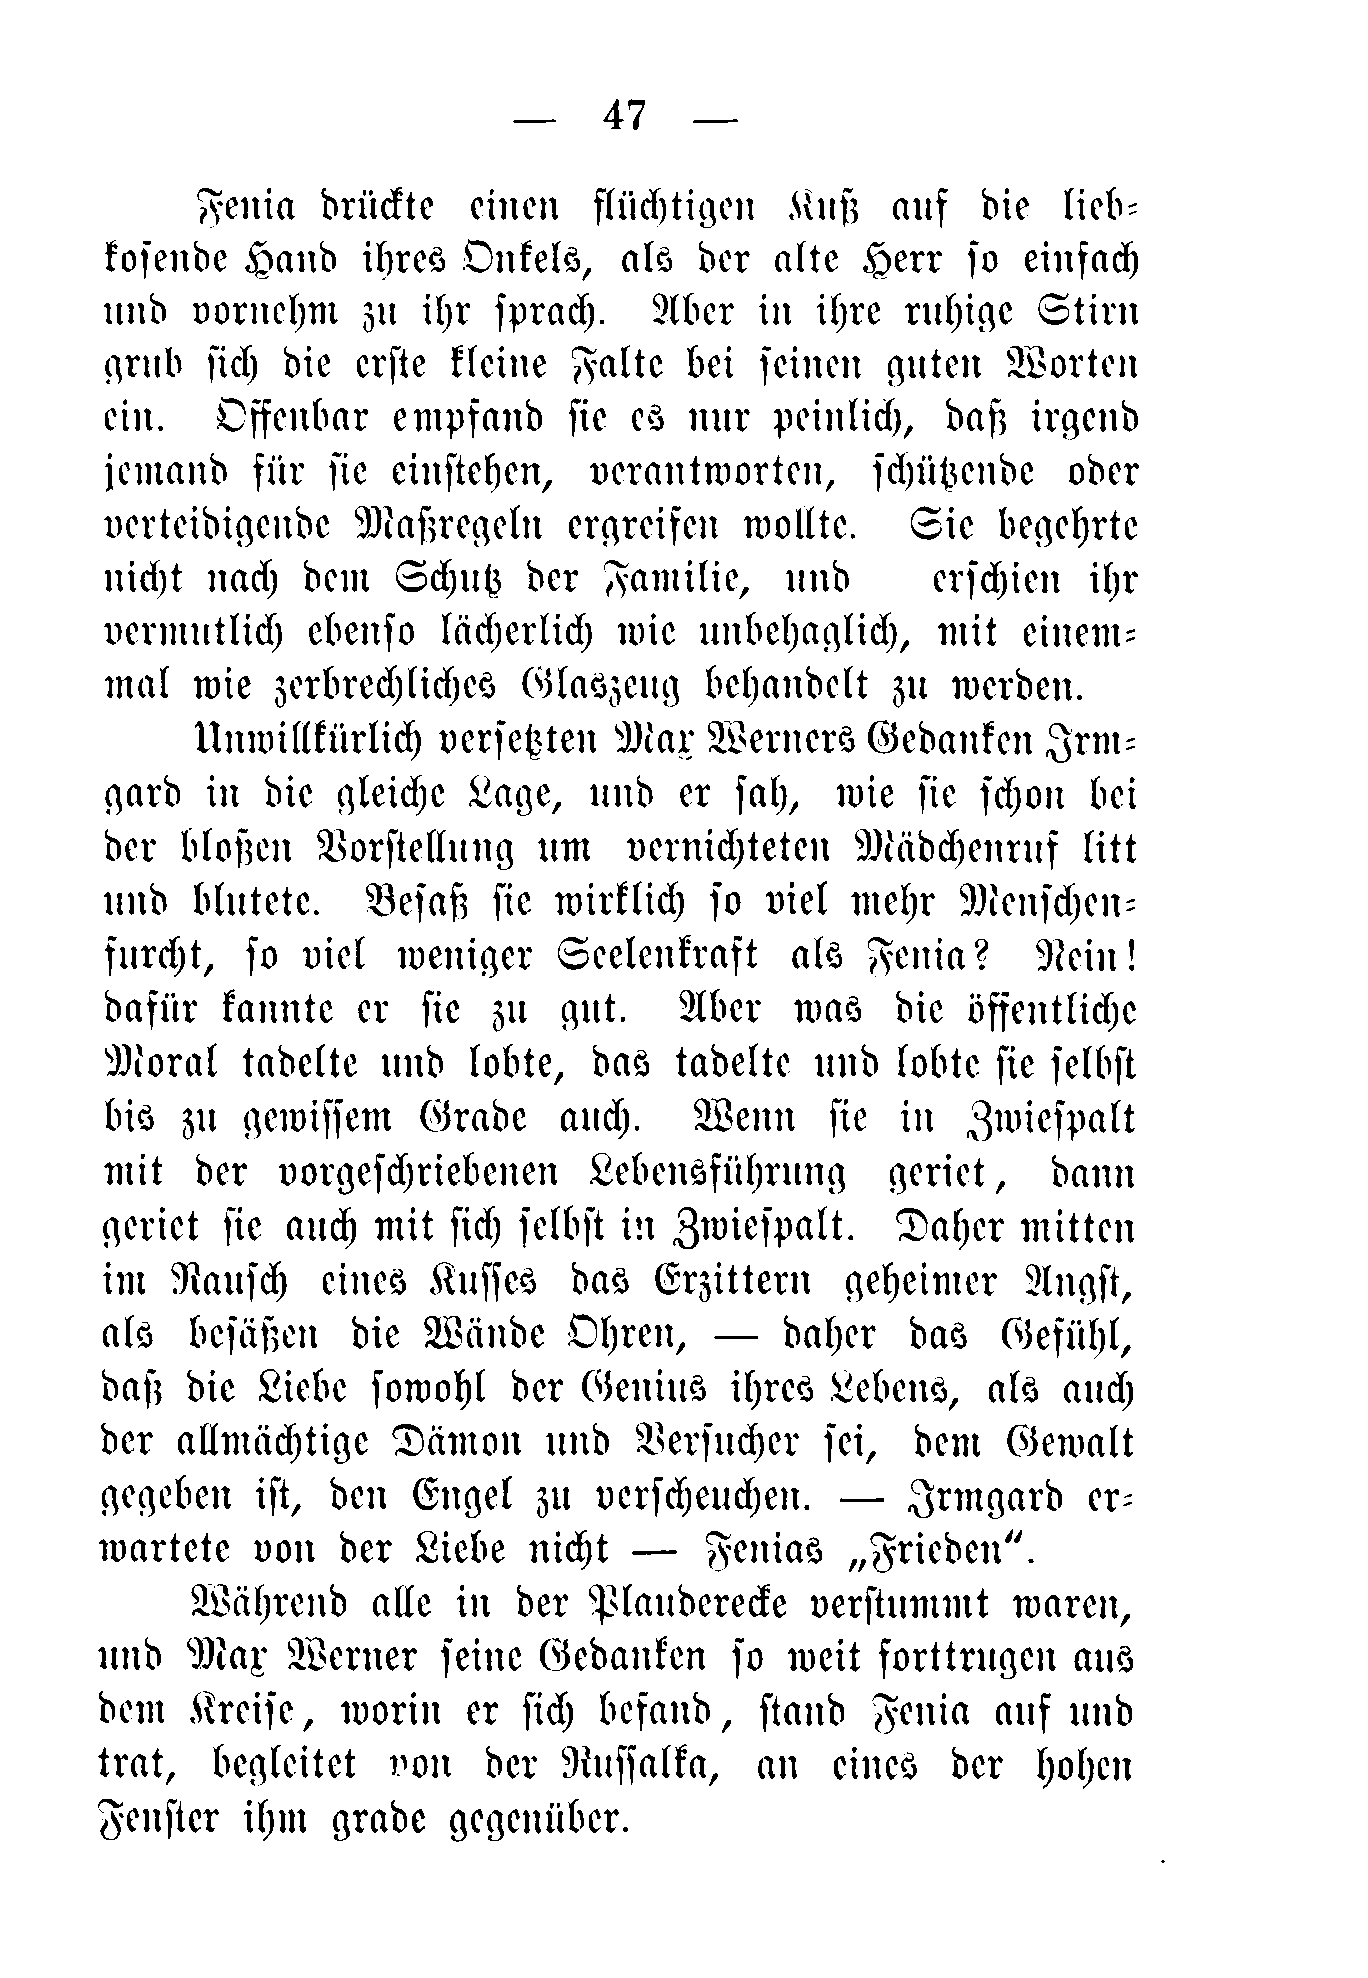 — 47 —
Fenia drückte einen flüchtigen Kuß auf die lieb-
kosende Hand ihres Onkels, als der alte Herr so einfach
und vornehm zu ihr sprach. Aber in ihre ruhige Stirn
grub sich die erste kleine Falte bei seinen guten Worten
ein. Offenbar empfand sie es nur peinlich, daß irgend
jemand für sie einstehen, verantworten, schützende oder
verteidigende Maßregeln ergreifen wollte. Sie begehrte
nicht nach dem Schutz der Familie, und erschien ihr
vermutlich ebenso lächerlich wie unbehaglich, mit einem-
mal wie zerbrechliches Glaszeug behandelt zu werden.
Unwillkürlich versetzten Max Werners Gedanken Irm-
gard in die gleiche Lage, und er sah, wie sie schon bei
der bloßen Vorstellung um vernichteten Mädchenruf litt
und blutete. Besaß sie wirklich so viel mehr Menschen-
furcht, so viel weniger Seelenkraft als Fenia? Nein!
dafür kannte er sie zu gut. Aber was die öffentliche
Moral tadelte und lobte, das tadelte und lobte sie selbst
bis zu gewissem Grade auch. Wenn sie in Zwiespalt
mit der vorgeschriebenen Lebensführung geriet, dann
geriet sie auch mit sich selbst in Zwiespalt. Daher mitten
im Rausch eines Kusses das Erzittern geheimer Angst,
als besäßen die Wände Ohren, — daher das Gefühl,
daß die Liebe sowohl der Genius ihres Lebens, als auch
der allmächtige Dämon und Versucher sei, dem Gewalt
gegeben ist, den Engel zu verscheuchen. — Irmgard er-
wartete von der Liebe nicht — Fenias „Frieden“.
Während alle in der Plauderecke verstummt waren,
und Max Werner seine Gedanken so weit forttrugen aus
dem Kreise, worin er sich befand, stand Fenia auf und
trat, begleitet von der Russalka, an eines der hohen
Fenster ihm grade gegenüber.